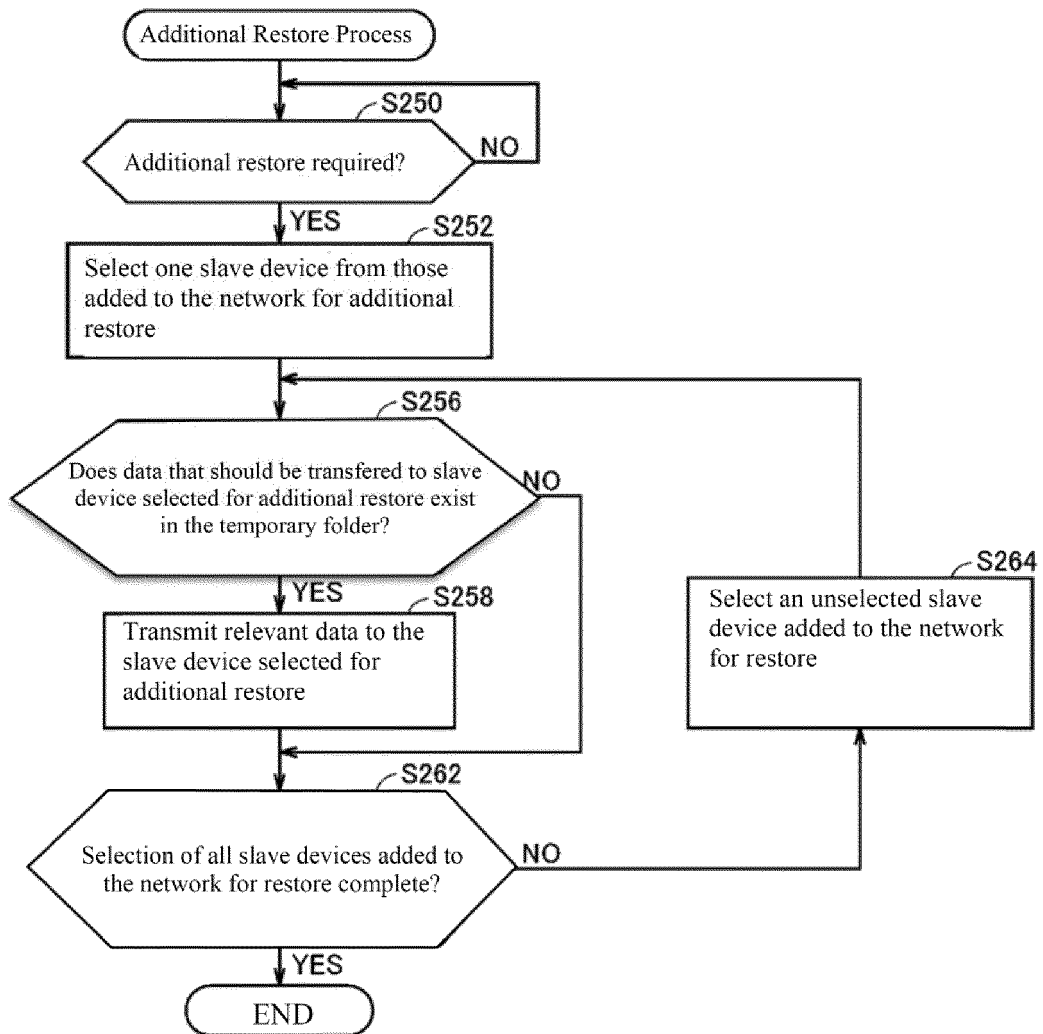 Additional Restore Process
S250
Additional restore required?
NO
YES
S252
Select one slave device from those
added to the network for additional
restore
S256
Does data that should be transfered to slave
device selected for additional restore exist
in the temporary folder?
NO
YES
S258
Transmit relevant data to the
slave device selected for
additional restore
S264
Select an unselected slave
device added to the network
for restore
S262
Selection of all slave devices added to
the network for restore complete?
NO
YES
END